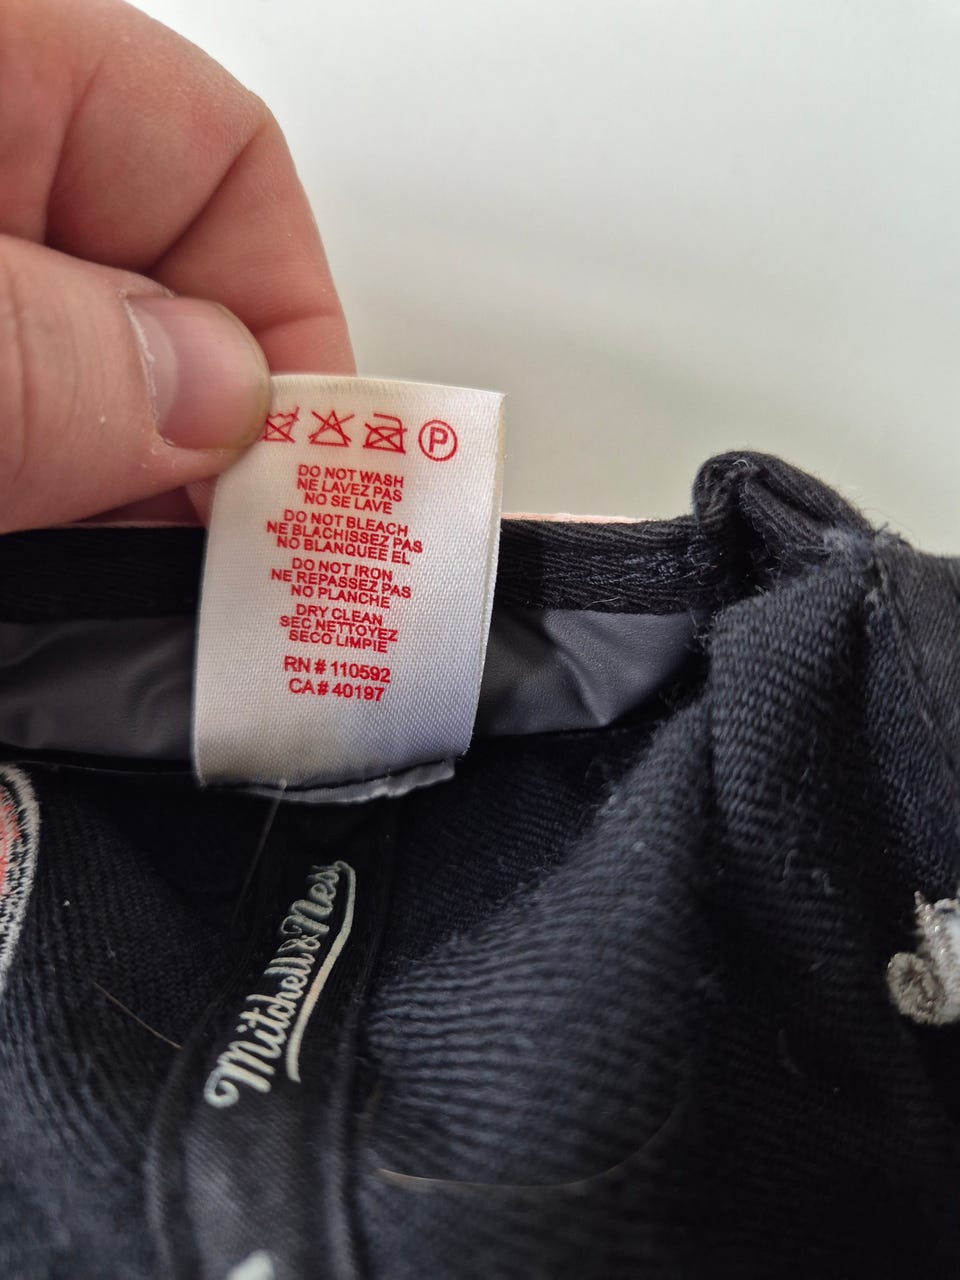 P
DO NOT WASH
NE LAVEZ PAS
NO SE LAVE
DO NOT BLEACH
NE BLACHISSEZ PAS
NO BLANQUEE EL
DO NOT IRON
NE REPASSEZ PAS
NO PLANCHE
DRY CLEAN
SEC NETTOYEZ
SECO LIMPIE
RN # 110592
CA# 40197
Mitchell & Ness